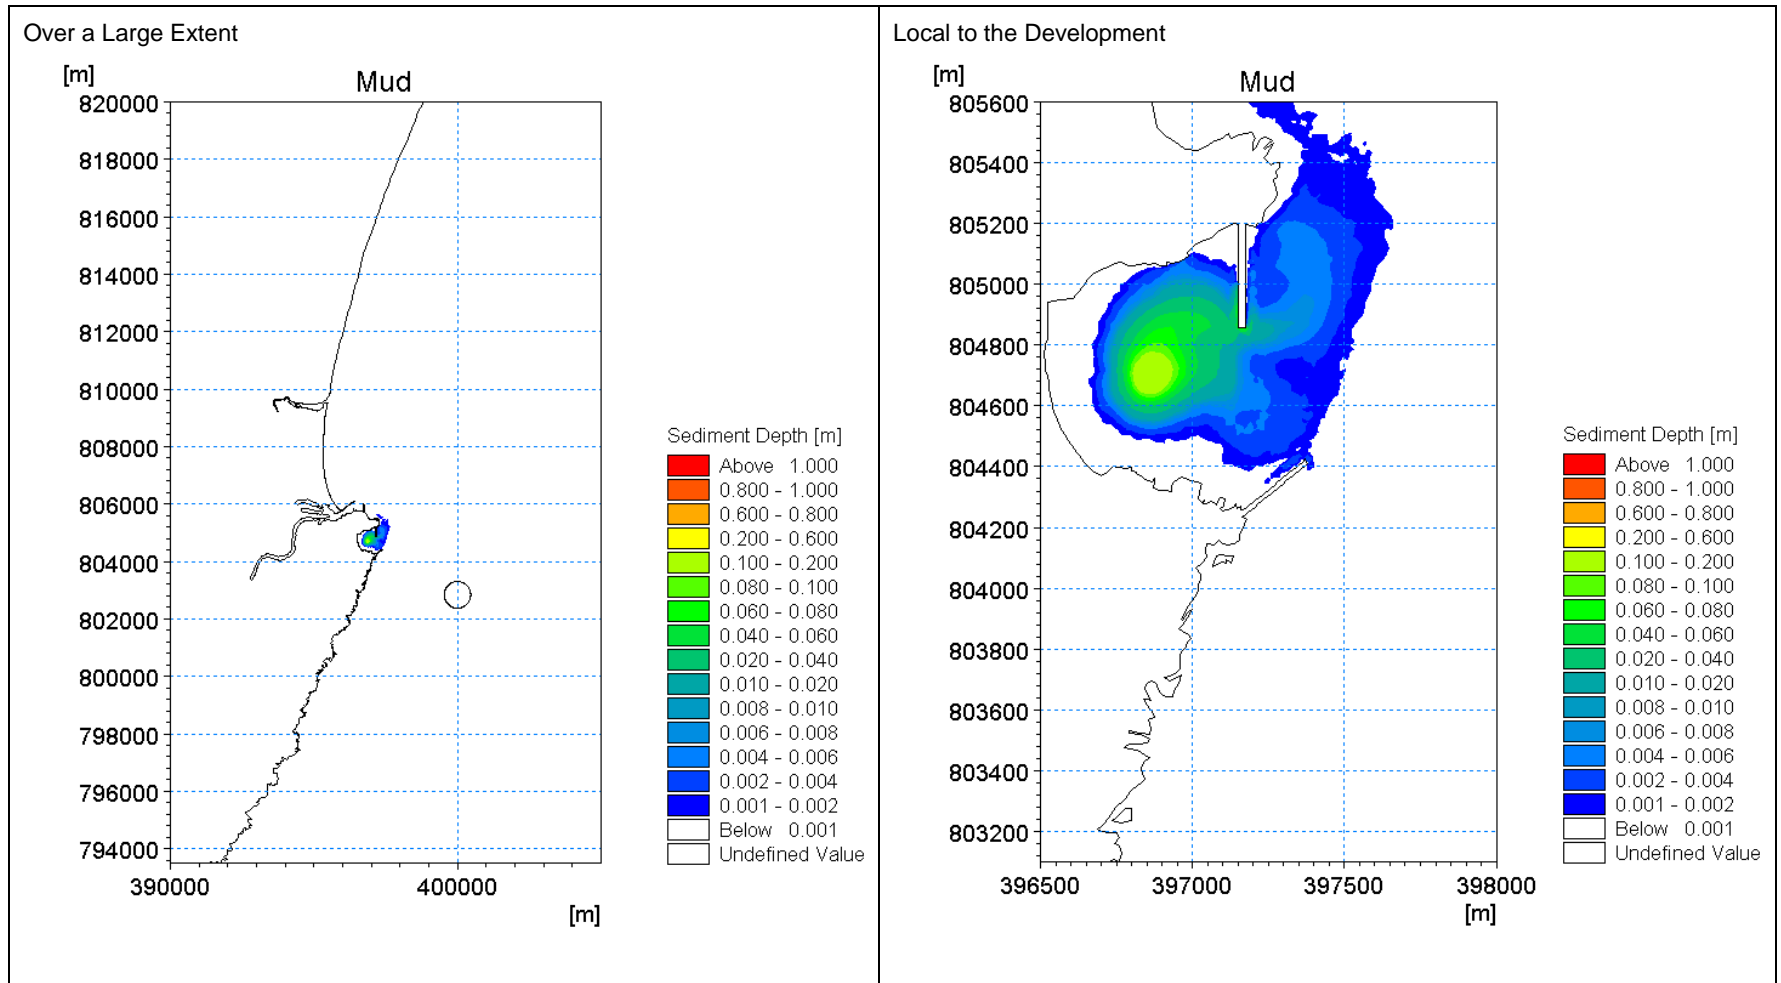 Over a Large Extent
[m]
Mud
820000
818000
816000
814000
812000
810000
808000
806000
804000
802000
800000
798000
796000
794000
390000 400000
[m]
Sediment Depth [m]
Above 1.000
0.800 - 1.000
0.600 - 0.800
0.200 - 0.600
0.100 - 0.200
0.080 - 0.100
0.060 - 0.080
0.040 - 0.060
0.020 - 0.040
0.010 - 0.020
0.008 - 0.010
0.006 - 0.008
0.004 - 0.006
0.002 - 0.004
0.001 - 0.002
Below 0.001
Undefined Value
Local to the Development
[m]
Mud
805600
805400
805200
805000
804800
804600
804400
804200
804000
803800
803600
803400
803200
396500 397000 397500 398000
[m]
Sediment Depth [m]
Above 1.000
0.800 - 1.000
0.600 - 0.800
0.200 - 0.600
0.100 - 0.200
0.080 - 0.100
0.060 - 0.080
0.040 - 0.060
0.020 - 0.040
0.010 - 0.020
0.008 - 0.010
0.006 - 0.008
0.004 - 0.006
0.002 - 0.004
0.001 - 0.002
Below 0.001
Undefined Value